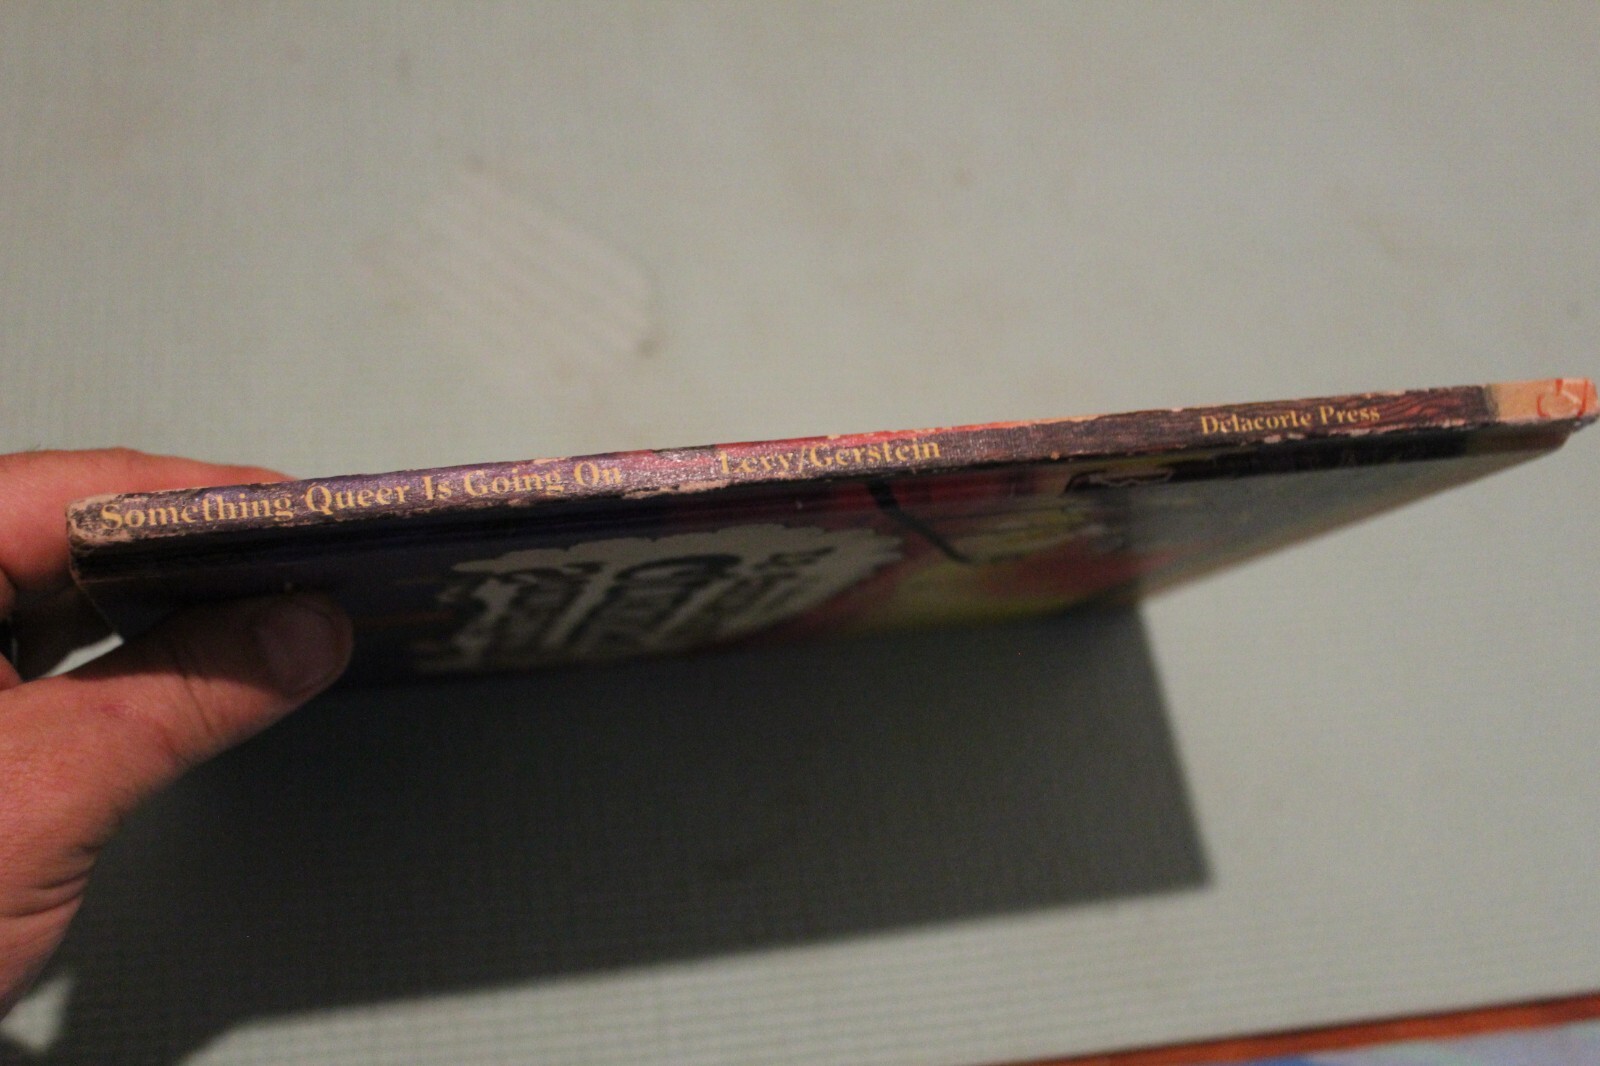 Something Queer Is Going On Levy/Gerstein Delacorte Press